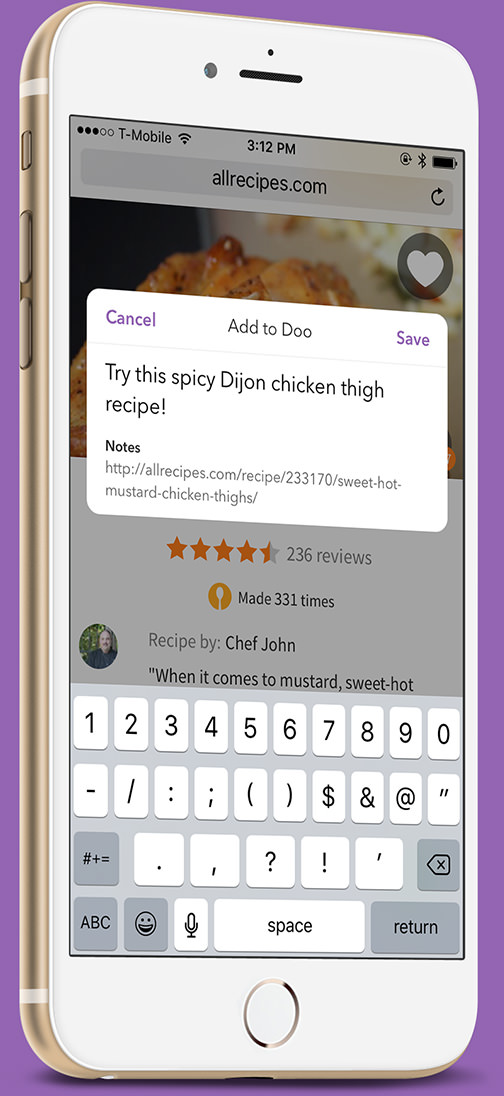 T-Mobile 3:12 PM
allrecipes.com
Cancel Add to Doo Save
Try this spicy Dijon chicken thigh
recipe!
Notes
http://allrecipes.com/recipe/233170/sweet-hot-
mustard-chicken-thighs/
236 reviews
Made 331 times
Recipe by: Chef John
"When it comes to mustard, sweet-hot
1 2 3 4 5 6 7 8 9 0
- / : ; ( ) $ & @ "
#+= . , ? ! '
ABC space return